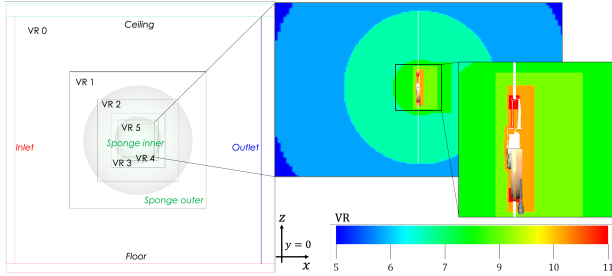 Ceiling
VR 0
VR 1
VR 2
VR 5
Inlet
Sponge inner
Outlet
VR 3
VR 4
Sponge outer
Floor
z
y = 0
x
VR
5
6
7
8
9
10
11